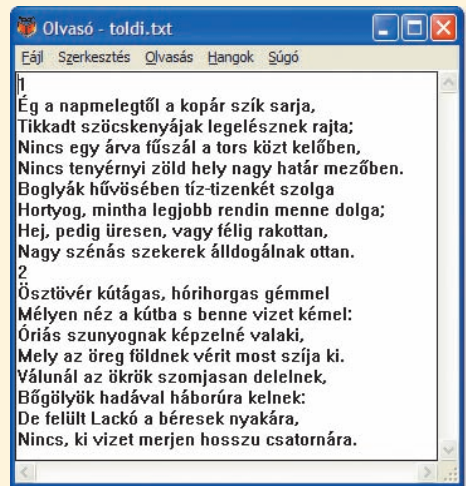 Olvasó - toldi.txt
Fájl Szerkesztés Olvasás Hangok Súgó
1
Ég a napmelegtől a kopár szík sarja,
Tikkadt szöcskenyájak legelésznek rajta;
Nincs egy árva fűszál a tors közt kelőben,
Nincs tenyérnyi zöld hely nagy határ mezőben.
Boglyák hűvösében tíz-tizenkét szolga
Hortyog, mintha legjobb rendin menne dolga;
Hej, pedig üresen, vagy félig rakottan,
Nagy szénás szekerek álldogálnak ottan.
2
Ösztövér kútágas, hórihorgas gémmel
Mélyen néz a kútba s benne vizet kémel:
Óriás szunyognak képzelné valaki,
Mely az öreg földnek vérit most szíja ki.
Válunál az ökrök szomjasan delelnek,
Bőgölyök hadával háborúra kelnek:
De felült Lackó a béresek nyakára,
Nincs, ki vizet merjen hosszu csatornára.